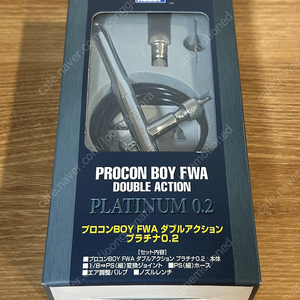 HOBBY
PROCON BOY FWA
DOUBLE ACTION
PLATINUM 0.2
プロコンBOY FWA ダブルアクション
プラチナ0.2
［セット内容］
■プロコンBOY FWA ダブルアクション プラチナ0.2：本体
■1/8⇒PS(細)変換ジョイント ■PS(細)ホース
■エア調整バルブ ■ノズルレンチ